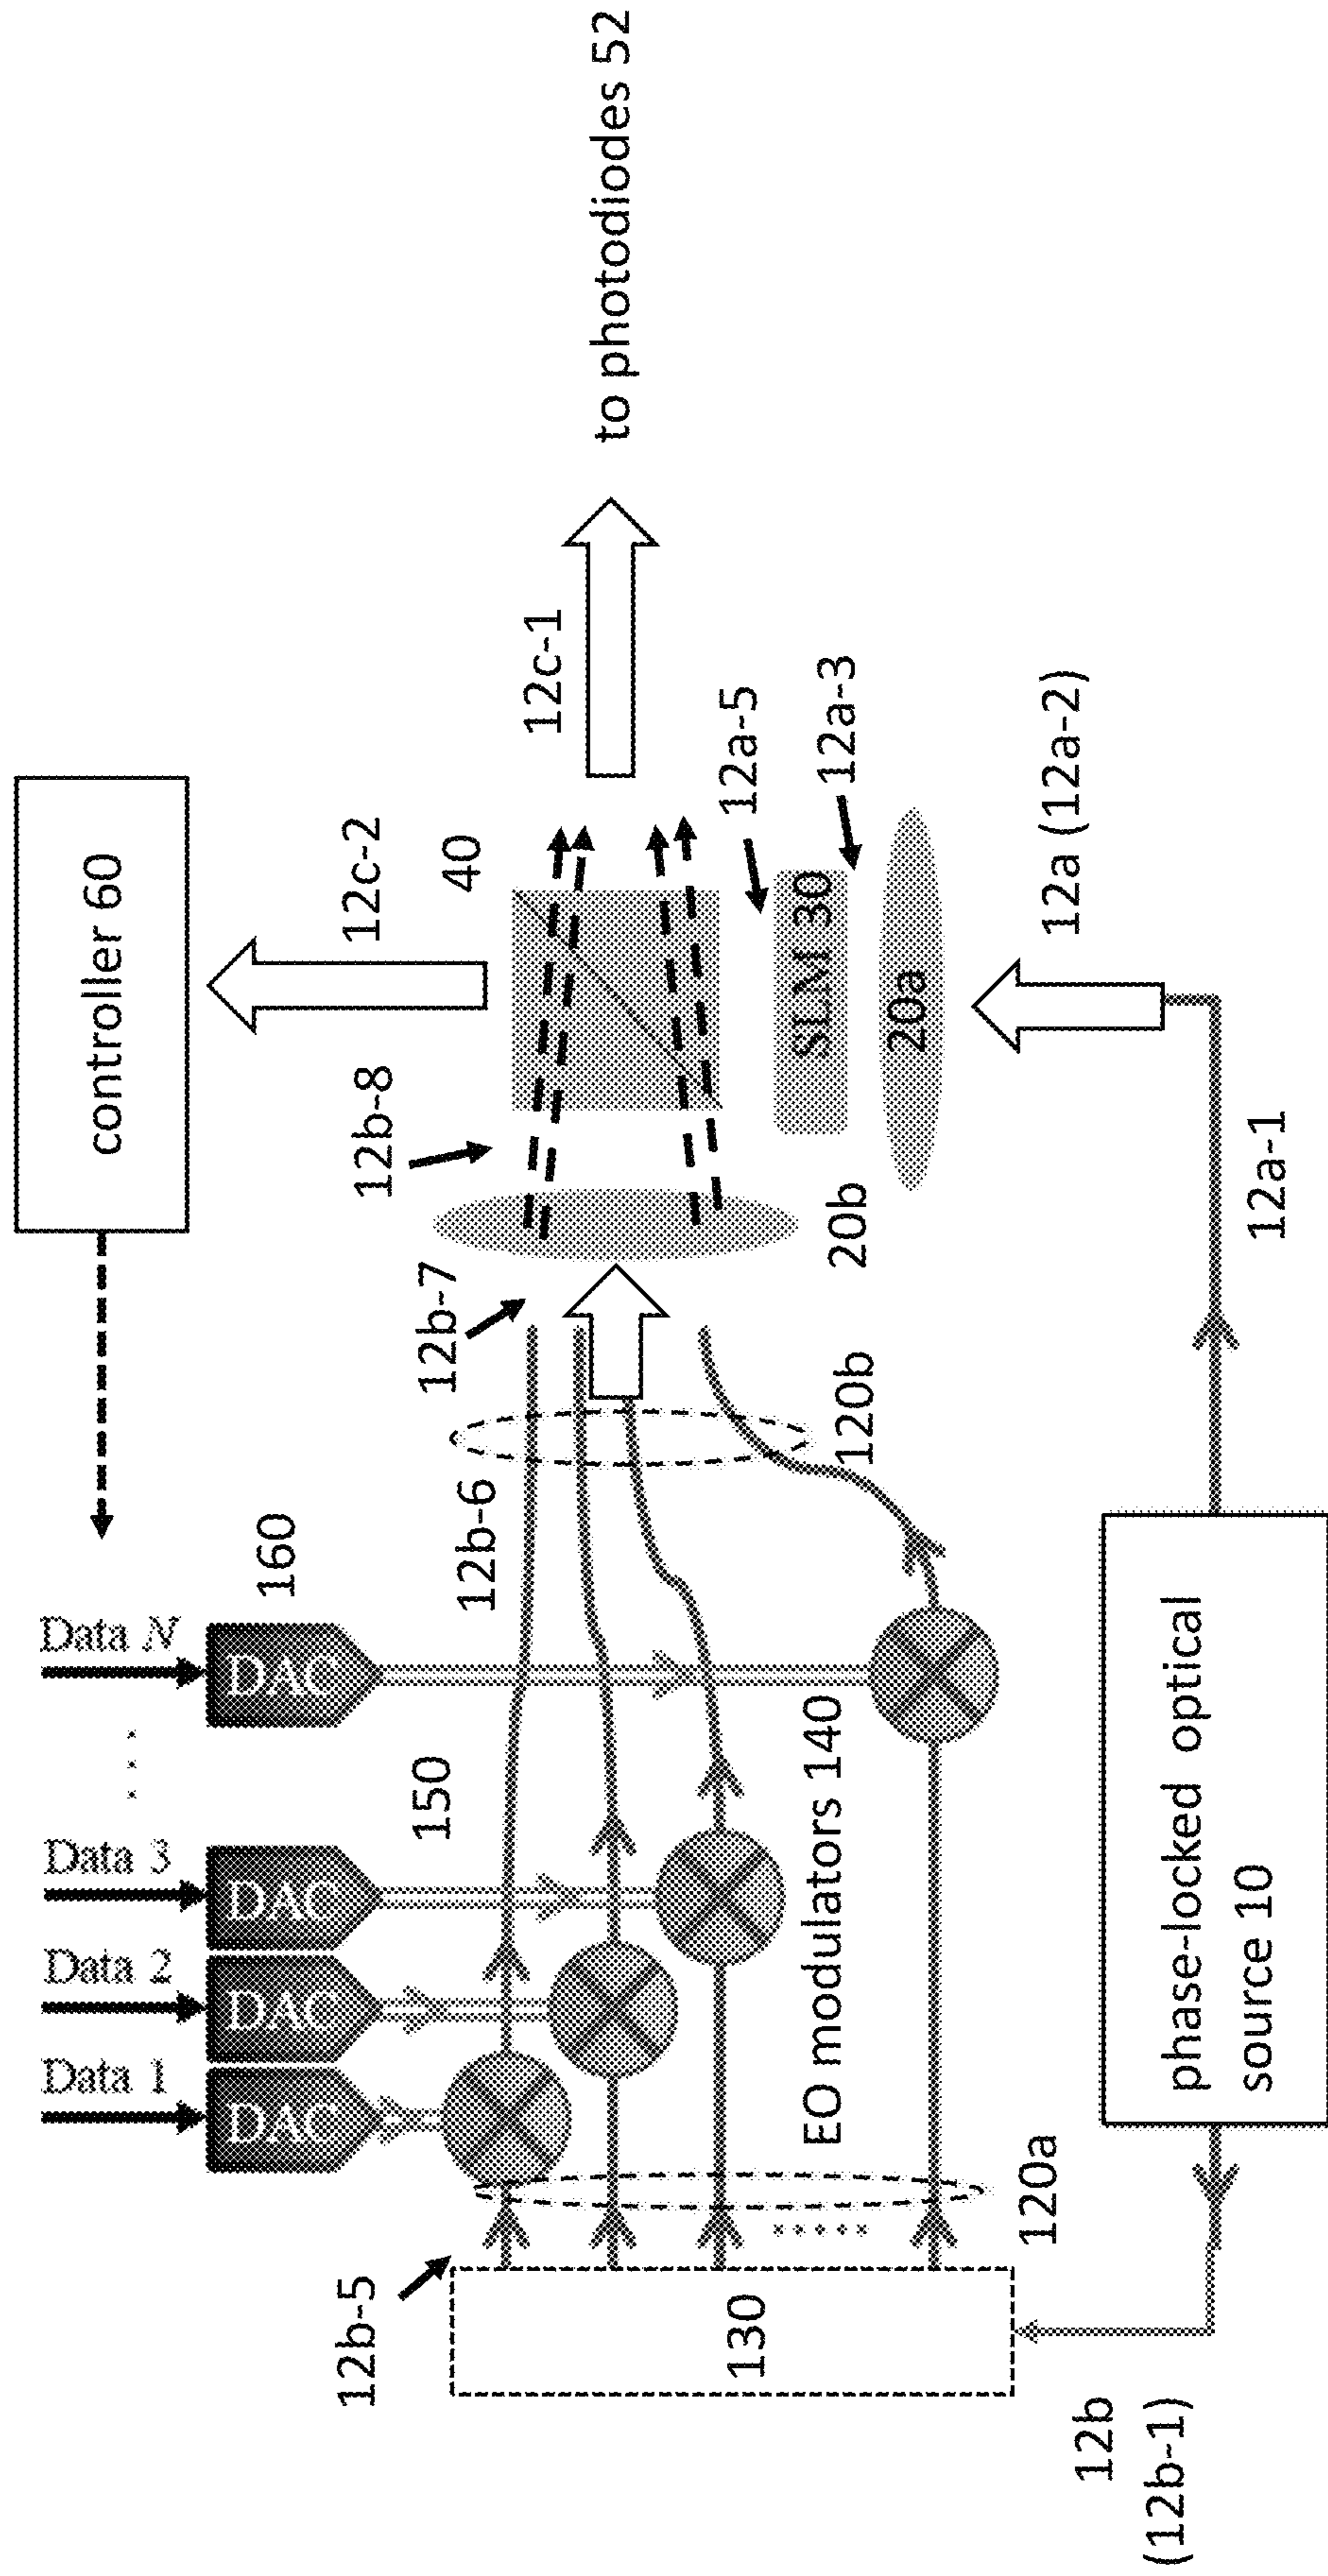 Data 1
Data 2
Data 3
Data N
DAC
DAC
DAC
DAC
160
controller 60
150
12b-5
12b-6
12b-7
12b-8
12c-2
40
12c-1
to photodiodes 52
130
EO modulators 140
120a
120b
20b
12a-5
SLM 30
12a-3
20a
12a (12a-2)
12a-1
phase-locked optical
source 10
12b
(12b-1)